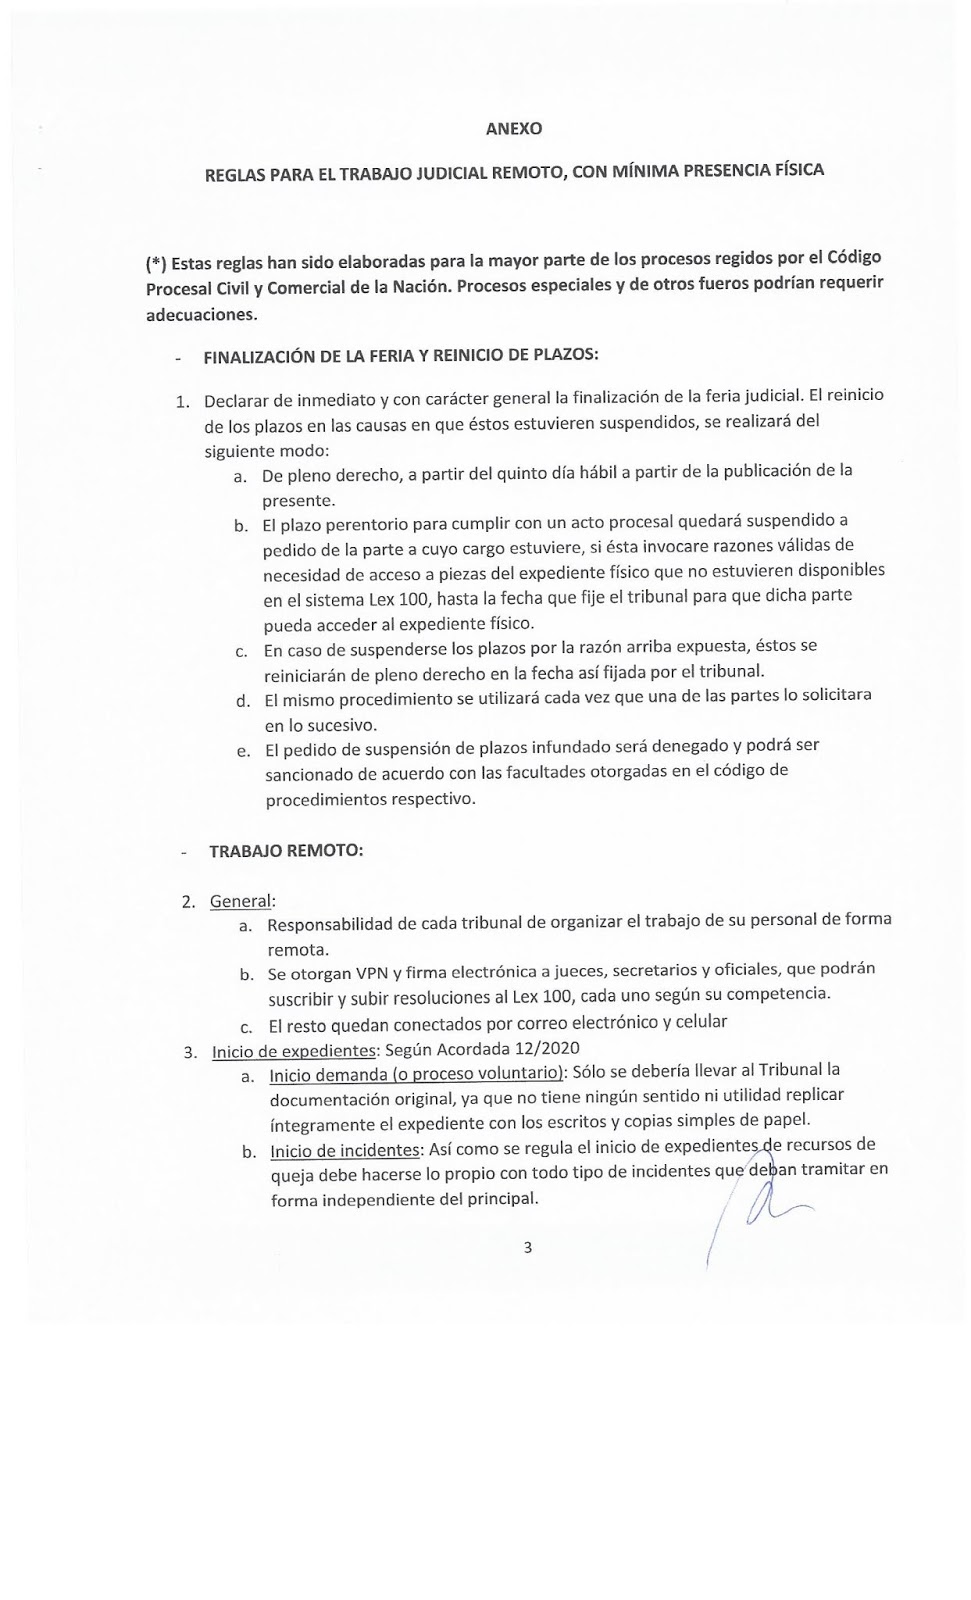 ANEXO
REGLAS PARA EL TRABAJO JUDICIAL REMOTO, CON MÍNIMA PRESENCIA FÍSICA
(*) Estas reglas han sido elaboradas para la mayor parte de los procesos regidos por el Código
Procesal Civil y Comercial de la Nación. Procesos especiales y de otros fueros podrían requerir
adecuaciones.
- FINALIZACIÓN DE LA FERIA Y REINICIO DE PLAZOS:
1. Declarar de inmediato y con carácter general la finalización de la feria judicial. El reinicio
de los plazos en las causas en que éstos estuvieren suspendidos, se realizará del
siguiente modo:
a. De pleno derecho, a partir del quinto día hábil a partir de la publicación de la
presente.
b. El plazo perentorio para cumplir con un acto procesal quedará suspendido a
pedido de la parte a cuyo cargo estuviere, si ésta invocare razones válidas de
necesidad de acceso a piezas del expediente físico que no estuvieren disponibles
en el sistema Lex 100, hasta la fecha que fije el tribunal para que dicha parte
pueda acceder al expediente físico.
c. En caso de suspenderse los plazos por la razón arriba expuesta, éstos se
reiniciarán de pleno derecho en la fecha así fijada por el tribunal.
d. El mismo procedimiento se utilizará cada vez que una de las partes lo solicitara
en lo sucesivo.
e. El pedido de suspensión de plazos infundado será denegado y podrá ser
sancionado de acuerdo con las facultades otorgadas en el código de
procedimientos respectivo.
- TRABAJO REMOTO:
2. General:
a. Responsabilidad de cada tribunal de organizar el trabajo de su personal de forma
remota.
b. Se otorgan VPN y firma electrónica a jueces, secretarios y oficiales, que podrán
suscribir y subir resoluciones al Lex 100, cada uno según su competencia.
c. El resto quedan conectados por correo electrónico y celular
3. Inicio de expedientes: Según Acordada 12/2020
a. Inicio demanda (o proceso voluntario): Sólo se debería llevar al Tribunal la
documentación original, ya que no tiene ningún sentido ni utilidad replicar
íntegramente el expediente con los escritos y copias simples de papel.
b. Inicio de incidentes: Así como se regula el inicio de expedientes de recursos de
queja debe hacerse lo propio con todo tipo de incidentes que deban tramitar en
forma independiente del principal.
3